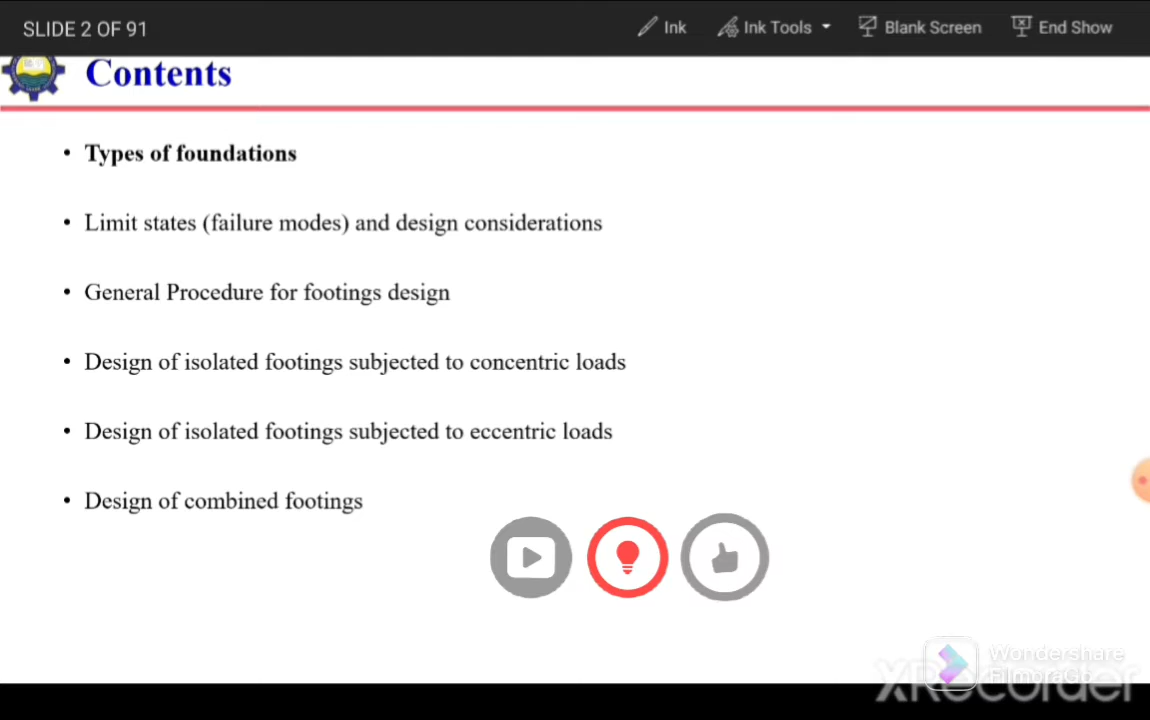 SLIDE 2 OF 91
Ink
Ink Tools
Blank Screen
End Show
Contents
• Types of foundations
• Limit states (failure modes) and design considerations
• General Procedure for footings design
• Design of isolated footings subjected to concentric loads
• Design of isolated footings subjected to eccentric loads
• Design of combined footings
Wondershare
FilmoraGo
XRecorder